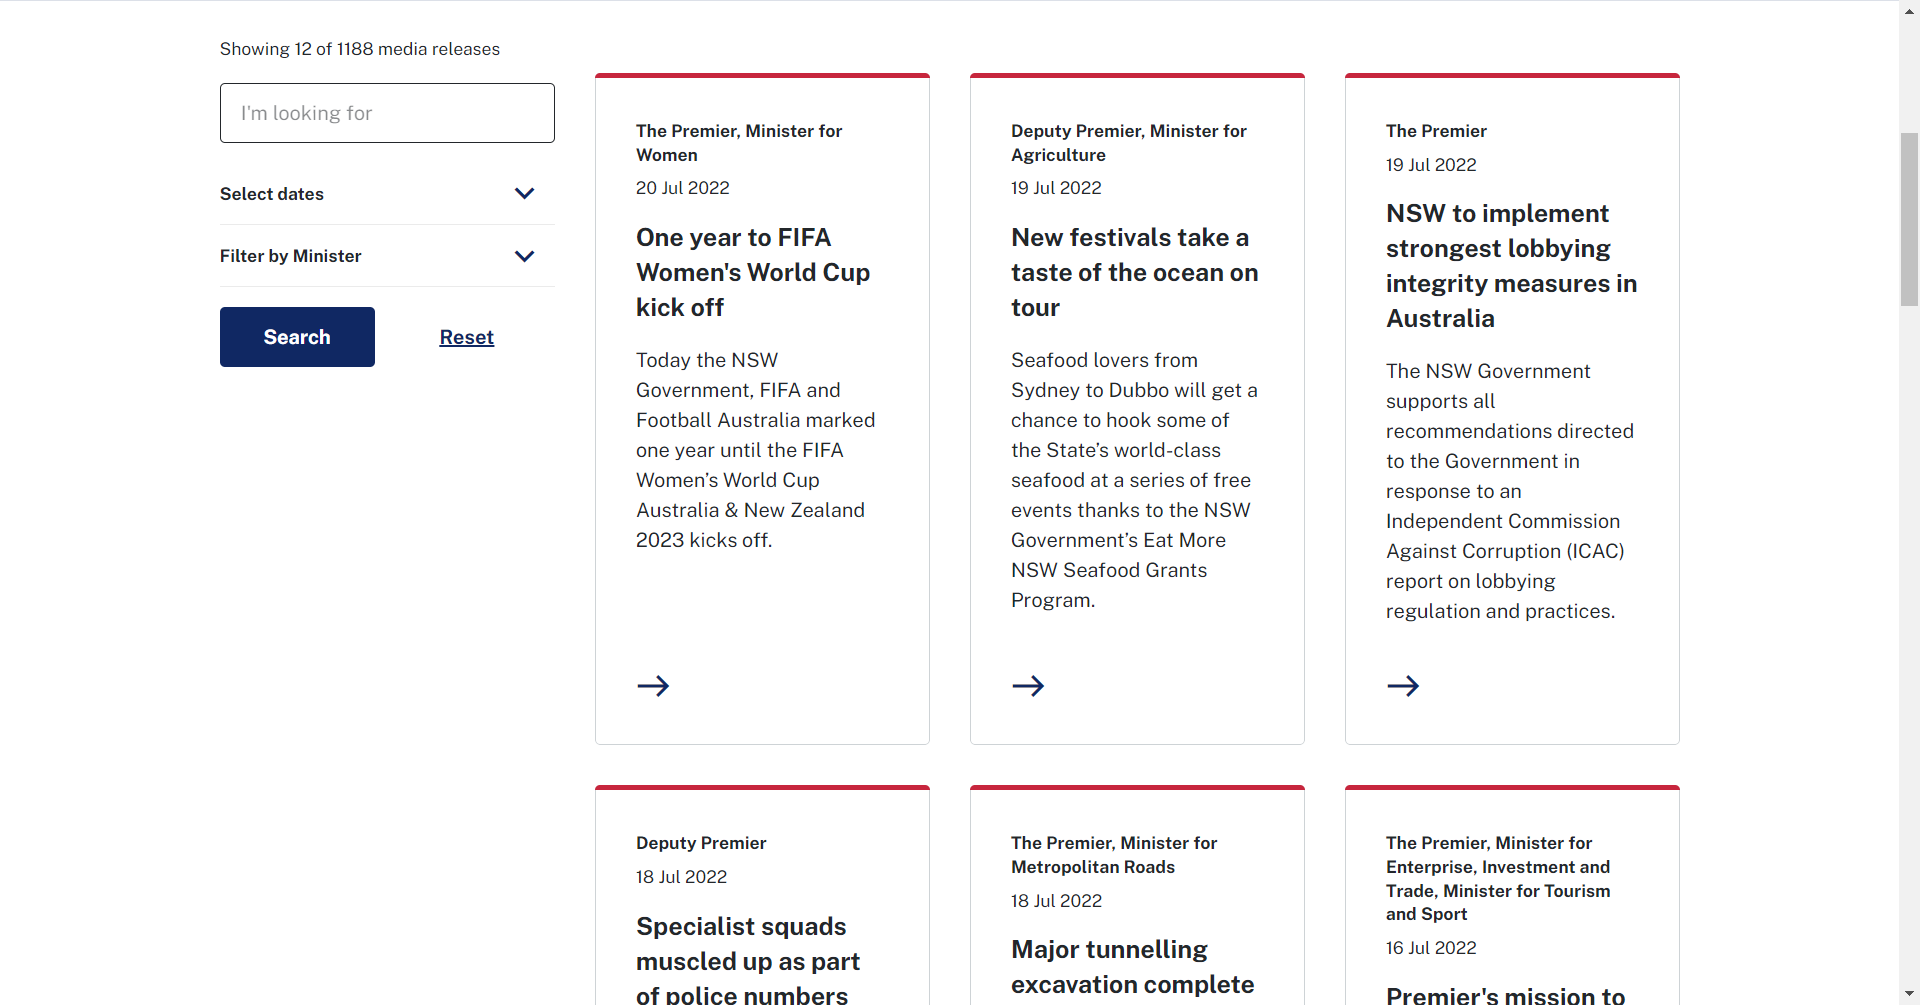 Showing 12 of 1188 media releases
I'm looking for
Select dates
Filter by Minister
Search
Reset
The Premier, Minister for
Women
20 Jul 2022
One year to FIFA
Women's World Cup
kick off
Today the NSW
Government, FIFA and
Football Australia marked
one year until the FIFA
Women’s World Cup
Australia & New Zealand
2023 kicks off.
Deputy Premier, Minister for
Agriculture
19 Jul 2022
New festivals take a
taste of the ocean on
tour
Seafood lovers from
Sydney to Dubbo will get a
chance to hook some of
the State’s world-class
seafood at a series of free
events thanks to the NSW
Government’s Eat More
NSW Seafood Grants
Program.
The Premier
19 Jul 2022
NSW to implement
strongest lobbying
integrity measures in
Australia
The NSW Government
supports all
recommendations directed
to the Government in
response to an
Independent Commission
Against Corruption (ICAC)
report on lobbying
regulation and practices.
Deputy Premier
18 Jul 2022
Specialist squads
muscled up as part
of police numbers
The Premier, Minister for
Metropolitan Roads
18 Jul 2022
Major tunnelling
excavation complete
The Premier, Minister for
Enterprise, Investment and
Trade, Minister for Tourism
and Sport
16 Jul 2022
Premier's mission to